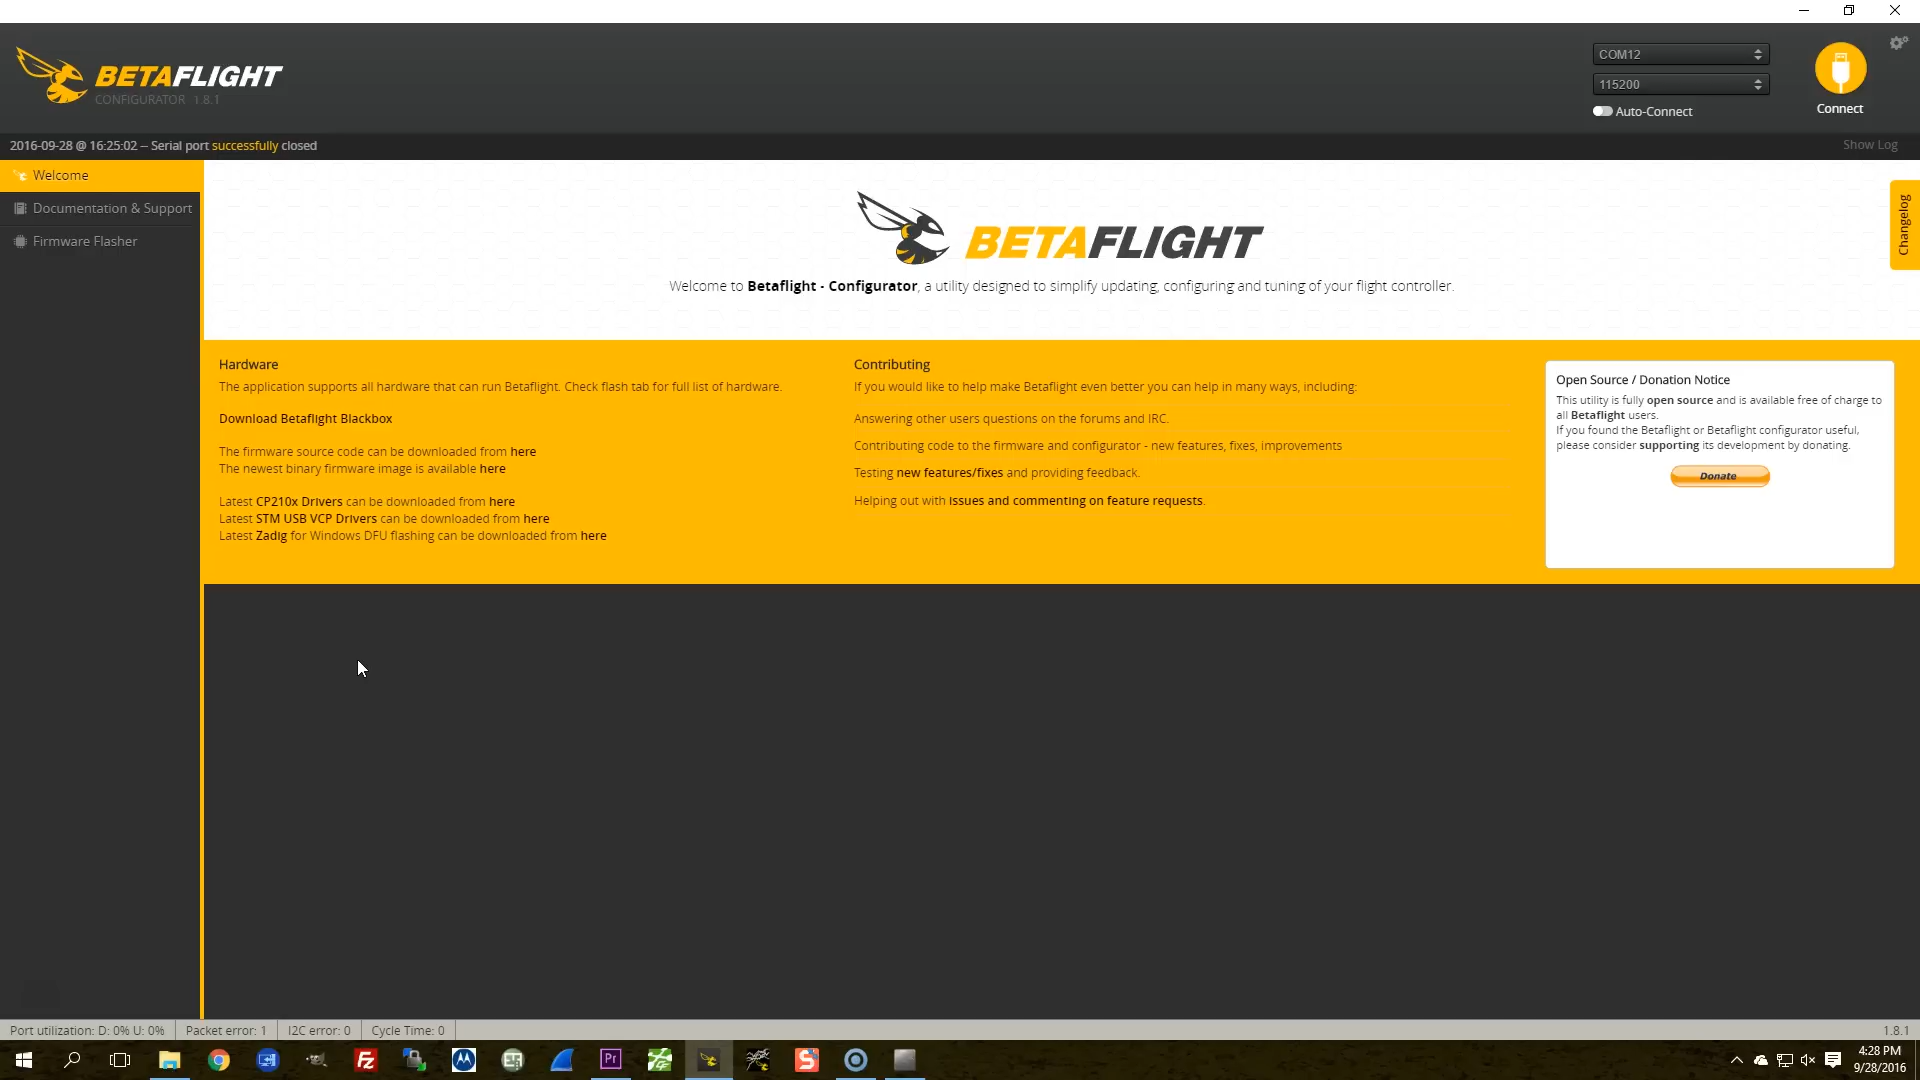 BETAFLIGHT
CONFIGURATOR 1.8.1
COM12
115200
Auto-Connect
Connect
2016-09-28 @ 16:25:02 -- Serial port successfully closed
Show Log
Welcome
Documentation & Support
Firmware Flasher
BETAFLIGHT
Welcome to Betaflight - Configurator, a utility designed to simplify updating, configuring and tuning of your flight controller.
Changelog
Hardware
The application supports all hardware that can run Betaflight. Check flash tab for full list of hardware.
Download Betaflight Blackbox
The firmware source code can be downloaded from here
The newest binary firmware image is available here
Latest CP210x Drivers can be downloaded from here
Latest STM USB VCP Drivers can be downloaded from here
Latest Zadig for Windows DFU flashing can be downloaded from here
Contributing
If you would like to help make Betaflight even better you can help in many ways, including:
Answering other users questions on the forums and IRC.
Contributing code to the firmware and configurator - new features, fixes, improvements
Testing new features/fixes and providing feedback.
Helping out with issues and commenting on feature requests.
Open Source / Donation Notice
This utility is fully open source and is available free of charge to
all Betaflight users.
If you found the Betaflight or Betaflight configurator useful,
please consider supporting its development by donating.
Donate
Port utilization: D: 0% U: 0%
Packet error: 1
I2C error: 0
Cycle Time: 0
1.8.1
Fz
Pr
S
4:28 PM
9/28/2016